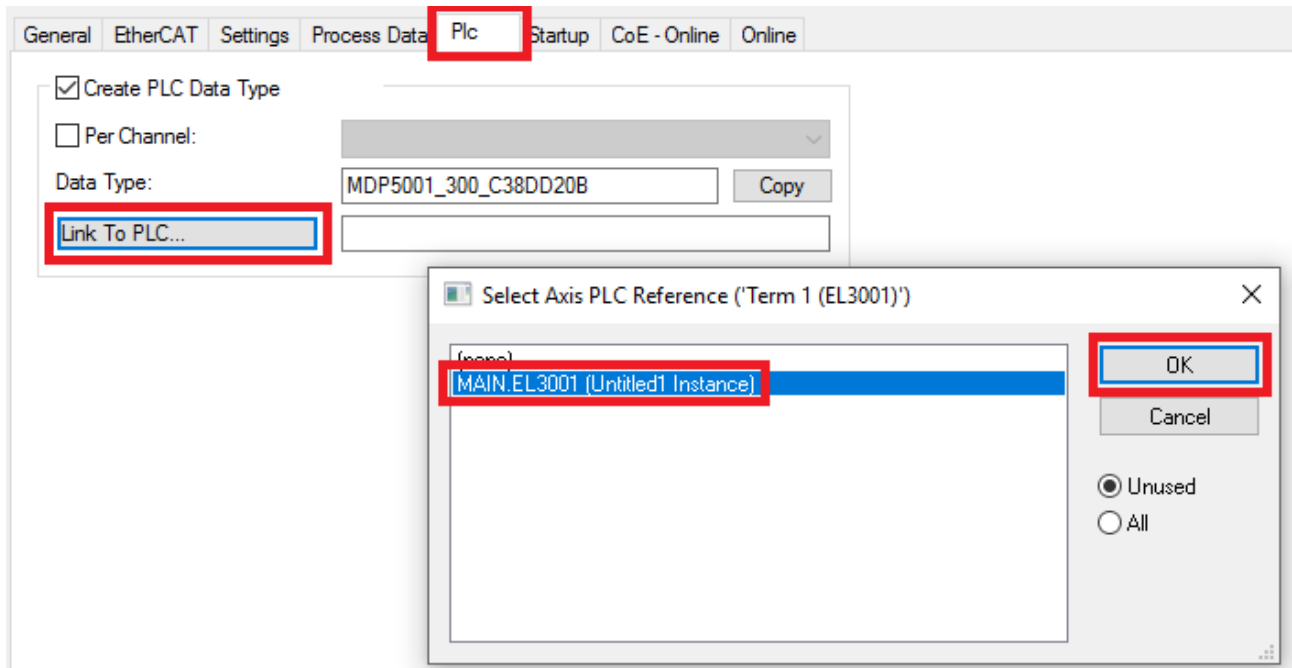 General EtherCAT Settings Process Data Plc Startup CoE - Online Online
Create PLC Data Type
Per Channel:
Data Type: MDP5001_300_C38DD20B Copy
Link To PLC...
Select Axis PLC Reference ('Term 1 (EL3001)')
(none)
MAIN.EL3001 (Untitled1 Instance)
OK
Cancel
Unused
All